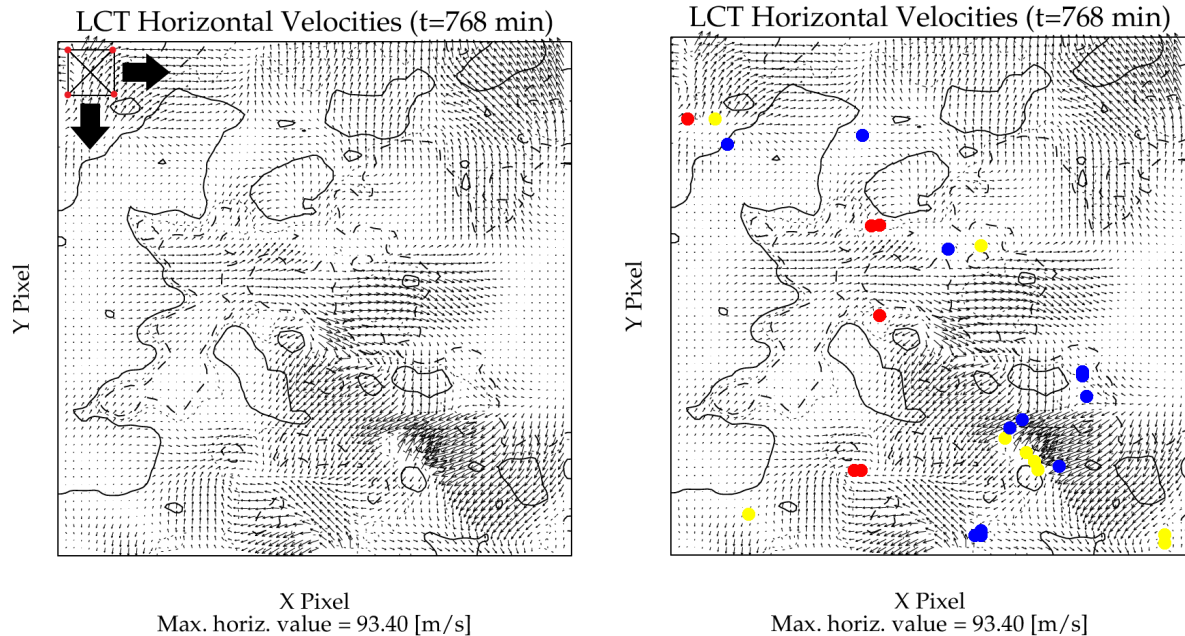 LCT Horizontal Velocities (t=768 min)
Y Pixel
X Pixel
Max. horiz. value = 93.40 [m/s]
LCT Horizontal Velocities (t=768 min)
Y Pixel
X Pixel
Max. horiz. value = 93.40 [m/s]